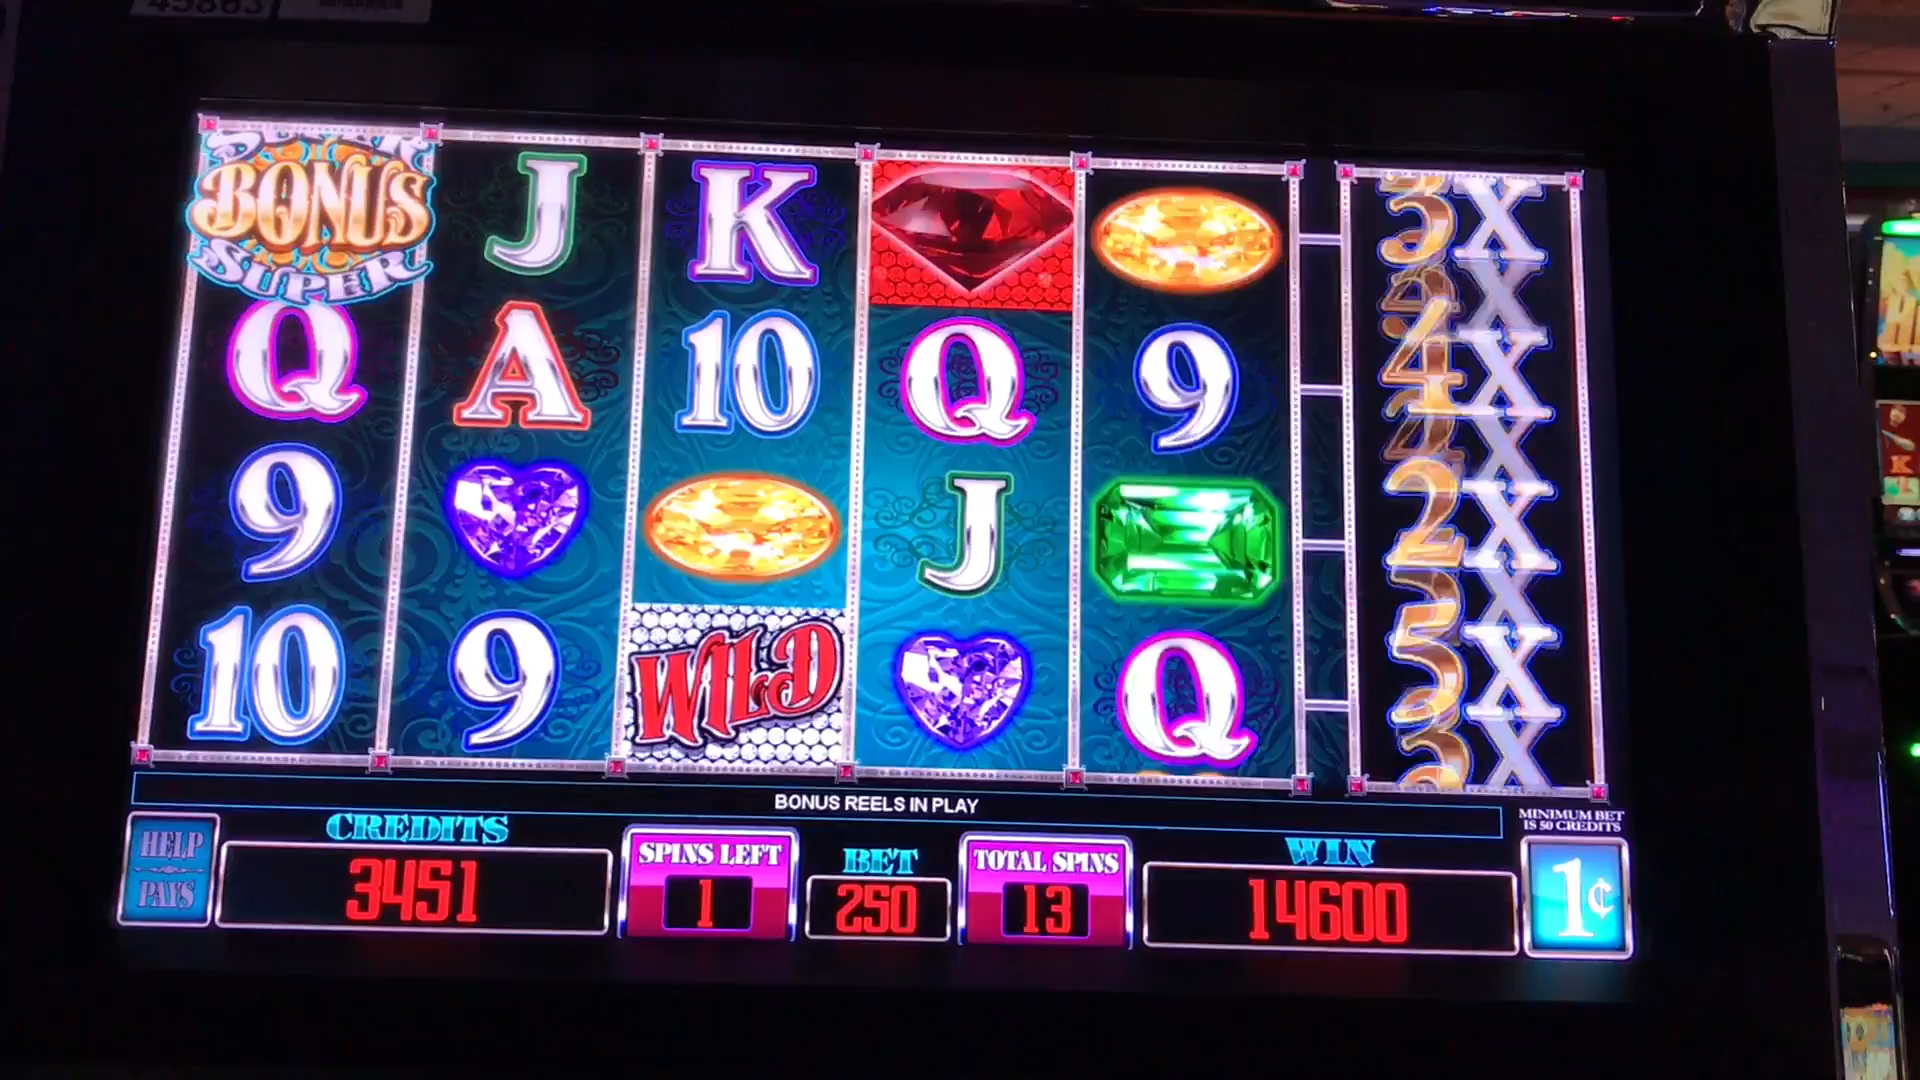 45863
BONUS
SUPER
J
K
3X
Q
A
10
Q
9
4X
9
J
2X
10
9
WILD
Q
5X
BONUS REELS IN PLAY
MINIMUM BET
IS 50 CREDITS
HELP
PAYS
CREDITS
3451
SPINS LEFT
1
BET
250
TOTAL SPINS
13
WIN
14600
1¢